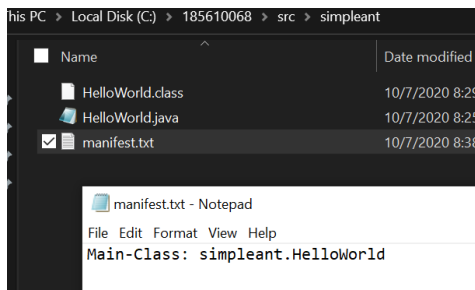 This PC > Local Disk (C:) > 185610068 > src > simpleant
Name Date modified
HelloWorld.class 10/7/2020 8:29
HelloWorld.java 10/7/2020 8:25
manifest.txt 10/7/2020 8:38
manifest.txt - Notepad
File Edit Format View Help
Main-Class: simpleant.HelloWorld